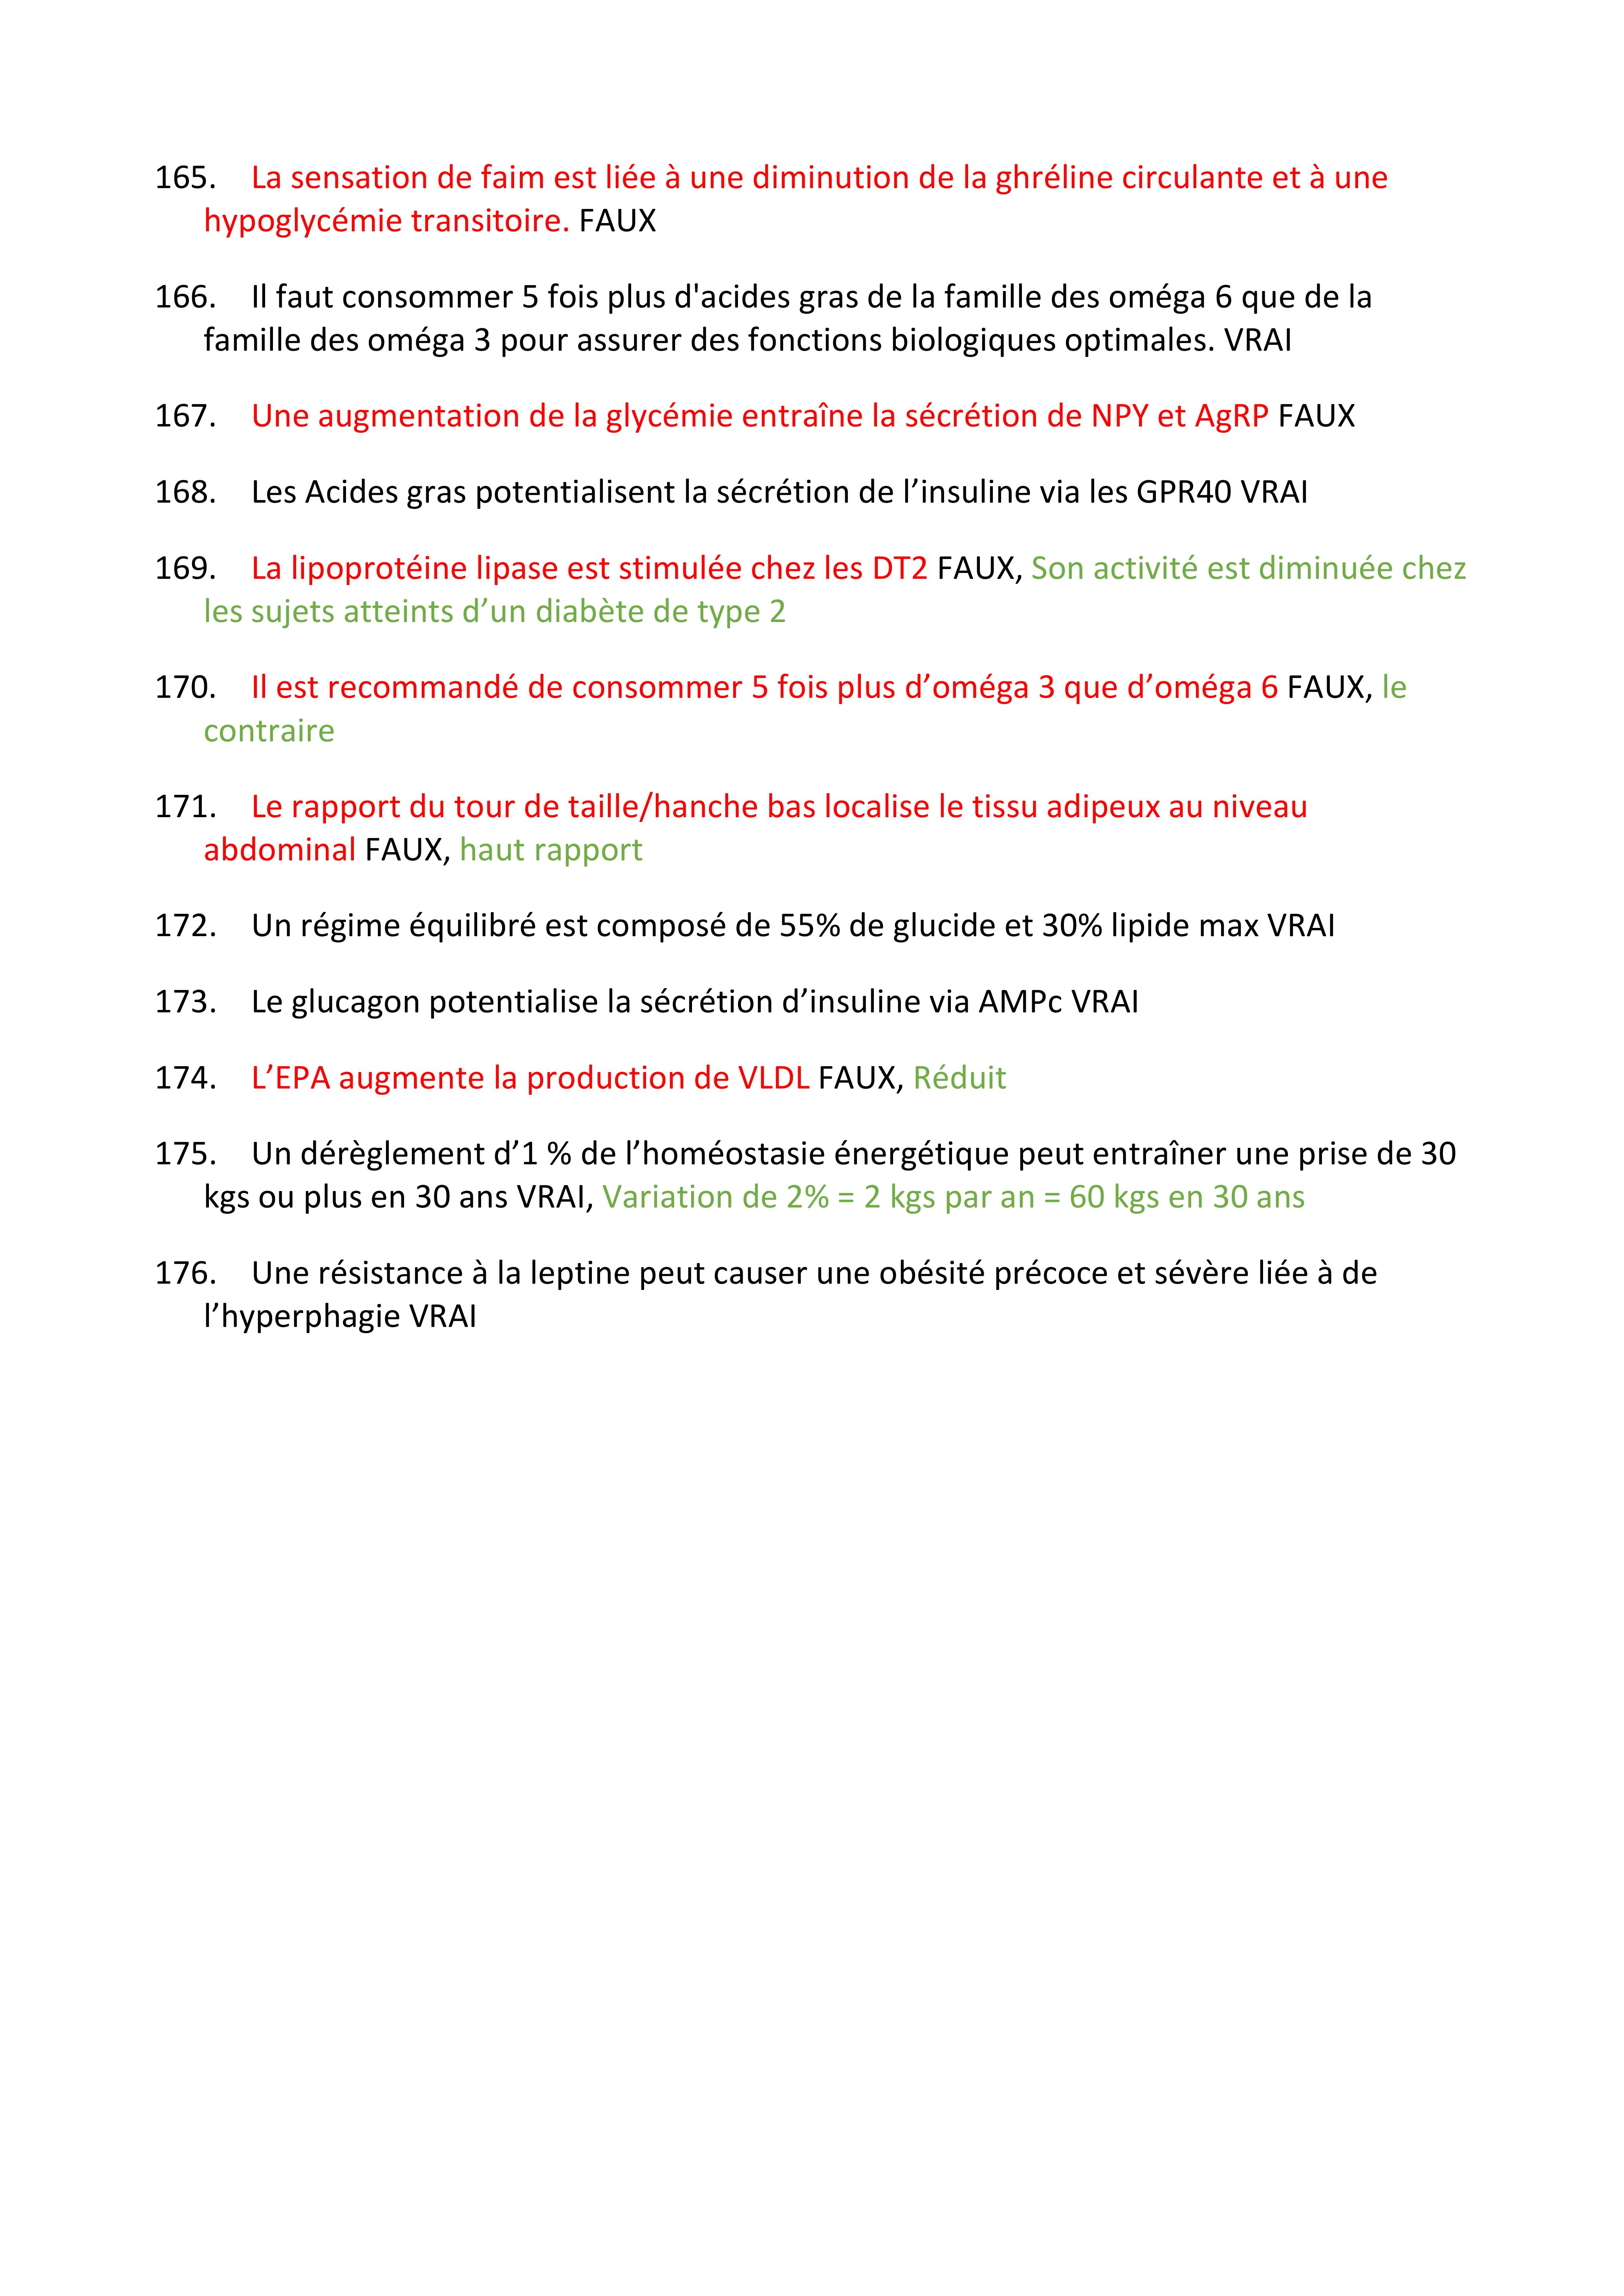 165. La sensation de faim est liée à une diminution de la ghréline circulante et à une
hypoglycémie transitoire. FAUX
166. Il faut consommer 5 fois plus d'acides gras de la famille des oméga 6 que de la
famille des oméga 3 pour assurer des fonctions biologiques optimales. VRAI
167. Une augmentation de la glycémie entraîne la sécrétion de NPY et AgRP FAUX
168. Les Acides gras potentialisent la sécrétion de l’insuline via les GPR40 VRAI
169. La lipoprotéine lipase est stimulée chez les DT2 FAUX, Son activité est diminuée chez
les sujets atteints d’un diabète de type 2
170. Il est recommandé de consommer 5 fois plus d’oméga 3 que d’oméga 6 FAUX, le
contraire
171. Le rapport du tour de taille/hanche bas localise le tissu adipeux au niveau
abdominal FAUX, haut rapport
172. Un régime équilibré est composé de 55% de glucide et 30% lipide max VRAI
173. Le glucagon potentialise la sécrétion d’insuline via AMPc VRAI
174. L’EPA augmente la production de VLDL FAUX, Réduit
175. Un dérèglement d’1 % de l’homéostasie énergétique peut entraîner une prise de 30
kgs ou plus en 30 ans VRAI, Variation de 2% = 2 kgs par an = 60 kgs en 30 ans
176. Une résistance à la leptine peut causer une obésité précoce et sévère liée à de
l’hyperphagie VRAI